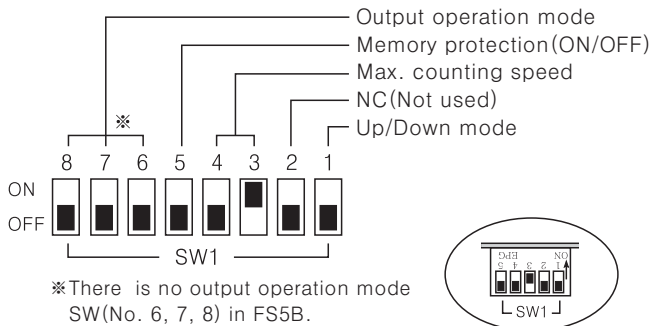 Output operation mode
Memory protection(ON/OFF)
Max. counting speed
NC(Not used)
Up/Down mode
※
8 7 6 5 4 3 2 1
ON
OFF
SW1
※There is no output operation mode
SW(No. 6, 7, 8) in FS5B.
EPG
ON
5 4 3 2 1
SW1